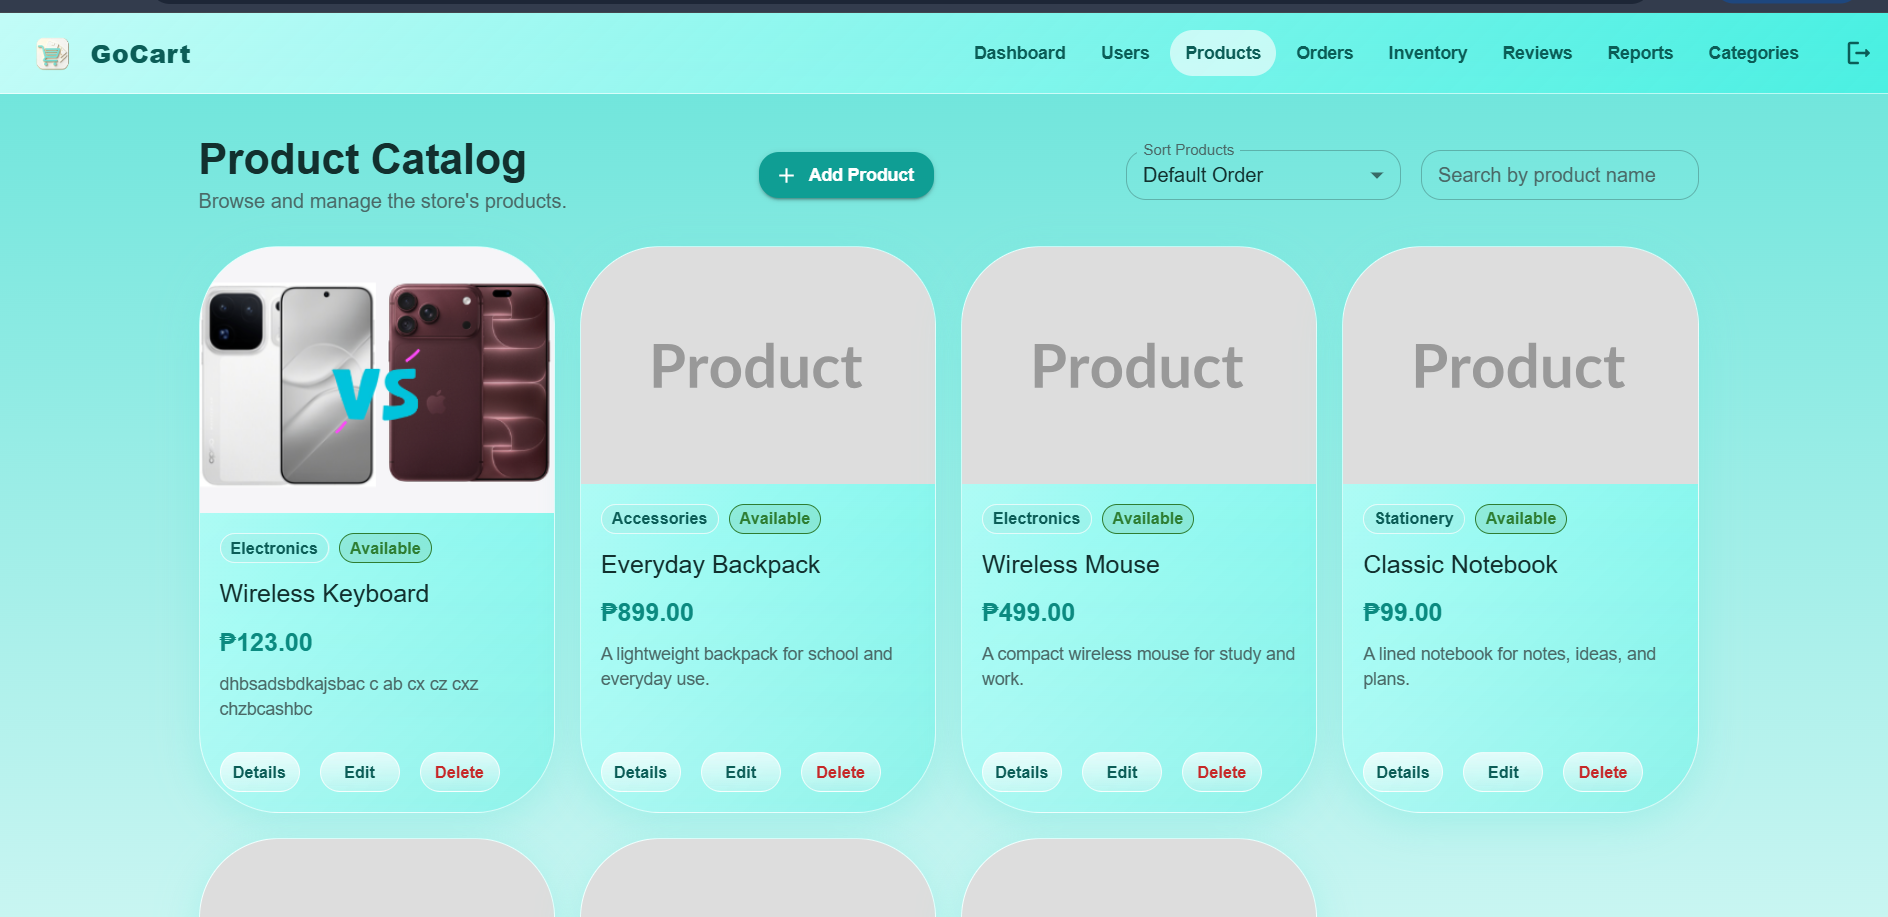 GoCart
Dashboard Users Products Orders Inventory Reviews Reports Categories
Product Catalog
Browse and manage the store's products.
Add Product
Sort Products
Default Order
Search by product name
VS
Electronics Available
Wireless Keyboard
₱123.00
dhbsadsbdkajsbac c ab cx cz cxz
chzbcashbc
Details Edit Delete
Product
Accessories Available
Everyday Backpack
₱899.00
A lightweight backpack for school and
everyday use.
Details Edit Delete
Product
Electronics Available
Wireless Mouse
₱499.00
A compact wireless mouse for study and
work.
Details Edit Delete
Product
Stationery Available
Classic Notebook
₱99.00
A lined notebook for notes, ideas, and
plans.
Details Edit Delete